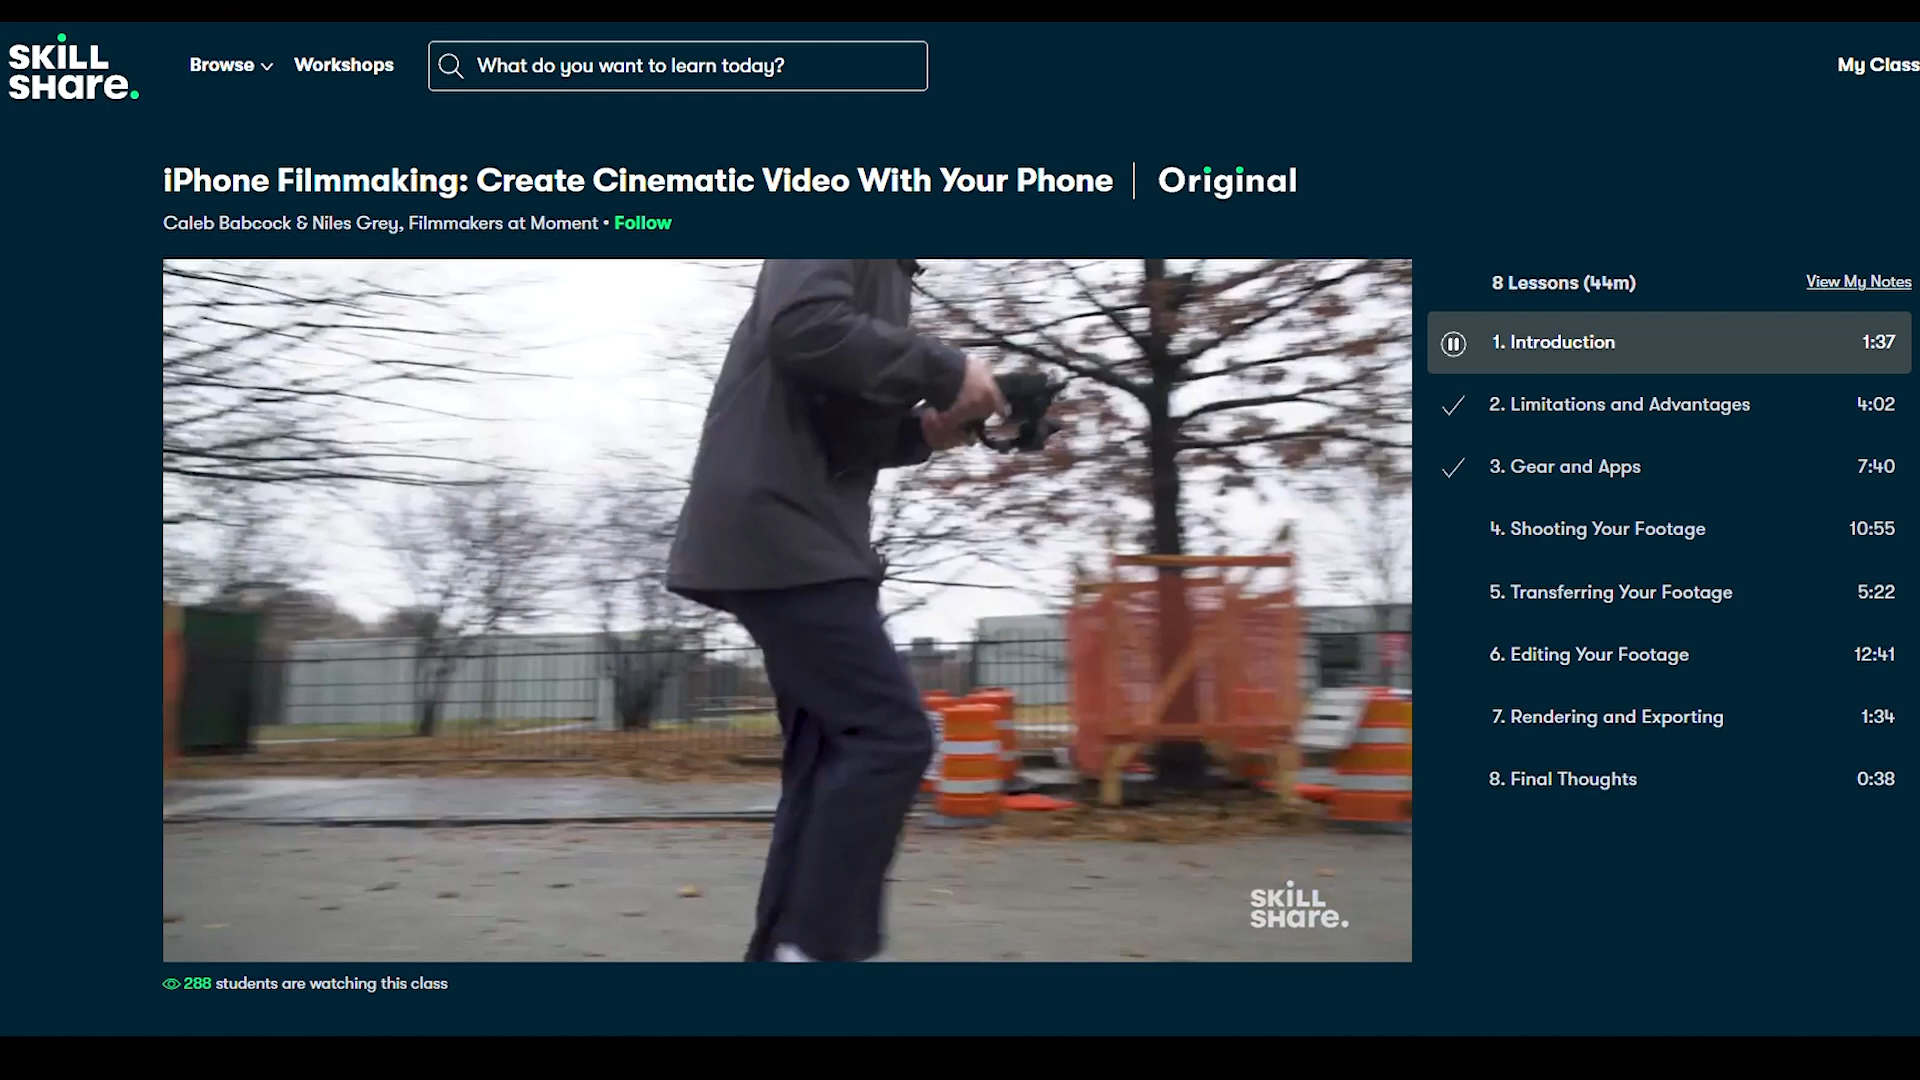 SKILL
SHare.
Browse
Workshops
What do you want to learn today?
My Class
iPhone Filmmaking: Create Cinematic Video With Your Phone | Original
Caleb Babcock & Niles Grey, Filmmakers at Moment • Follow
8 Lessons (44m)
View My Notes
1. Introduction 1:37
2. Limitations and Advantages 4:02
3. Gear and Apps 7:40
4. Shooting Your Footage 10:55
5. Transferring Your Footage 5:22
6. Editing Your Footage 12:41
7. Rendering and Exporting 1:34
8. Final Thoughts 0:38
SKILL
SHare.
288 students are watching this class